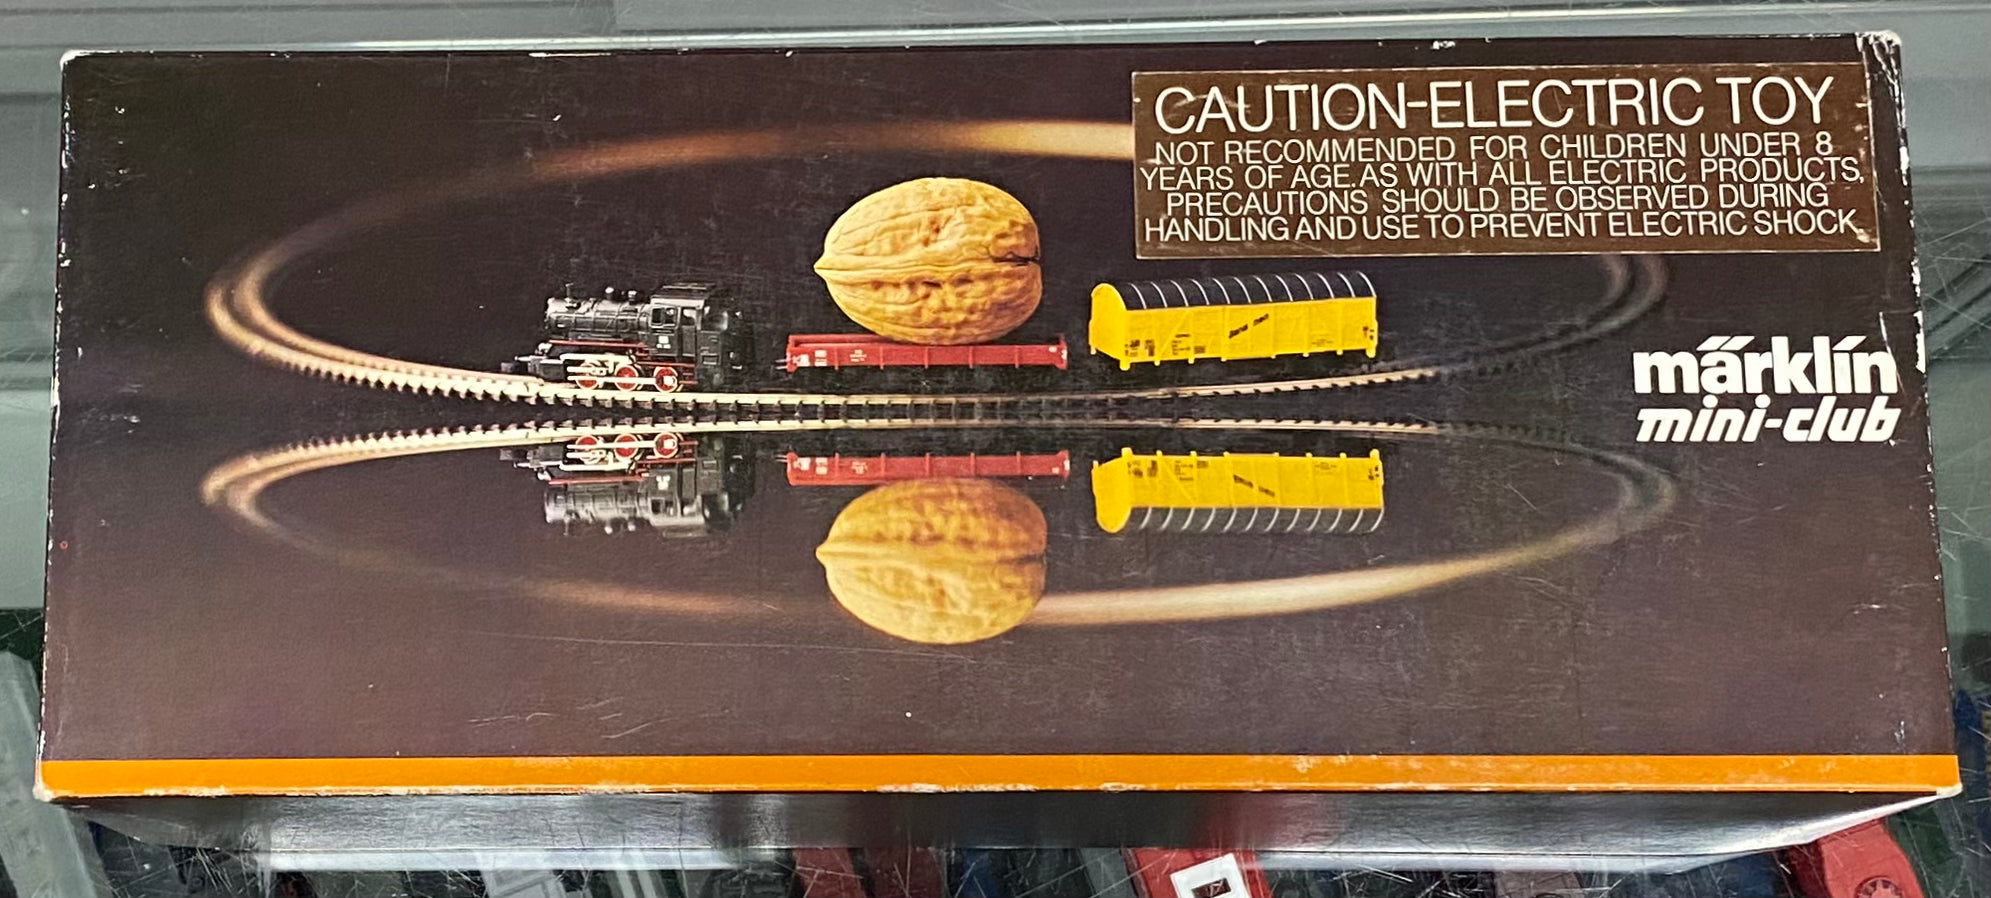 CAUTION-ELECTRIC TOY
NOT RECOMMENDED FOR CHILDREN UNDER 8
YEARS OF AGE. AS WITH ALL ELECTRIC PRODUCTS,
PRECAUTIONS SHOULD BE OBSERVED DURING
HANDLING AND USE TO PREVENT ELECTRIC SHOCK.
märklin
mini-club